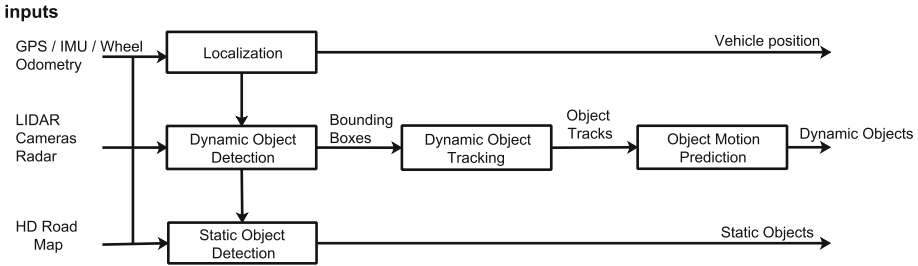 inputs
GPS / IMU / Wheel
Odometry
Localization
Vehicle position
LIDAR
Cameras
Radar
Dynamic Object
Detection
Bounding
Boxes
Dynamic Object
Tracking
Object
Tracks
Object Motion
Prediction
Dynamic Objects
HD Road
Map
Static Object
Detection
Static Objects